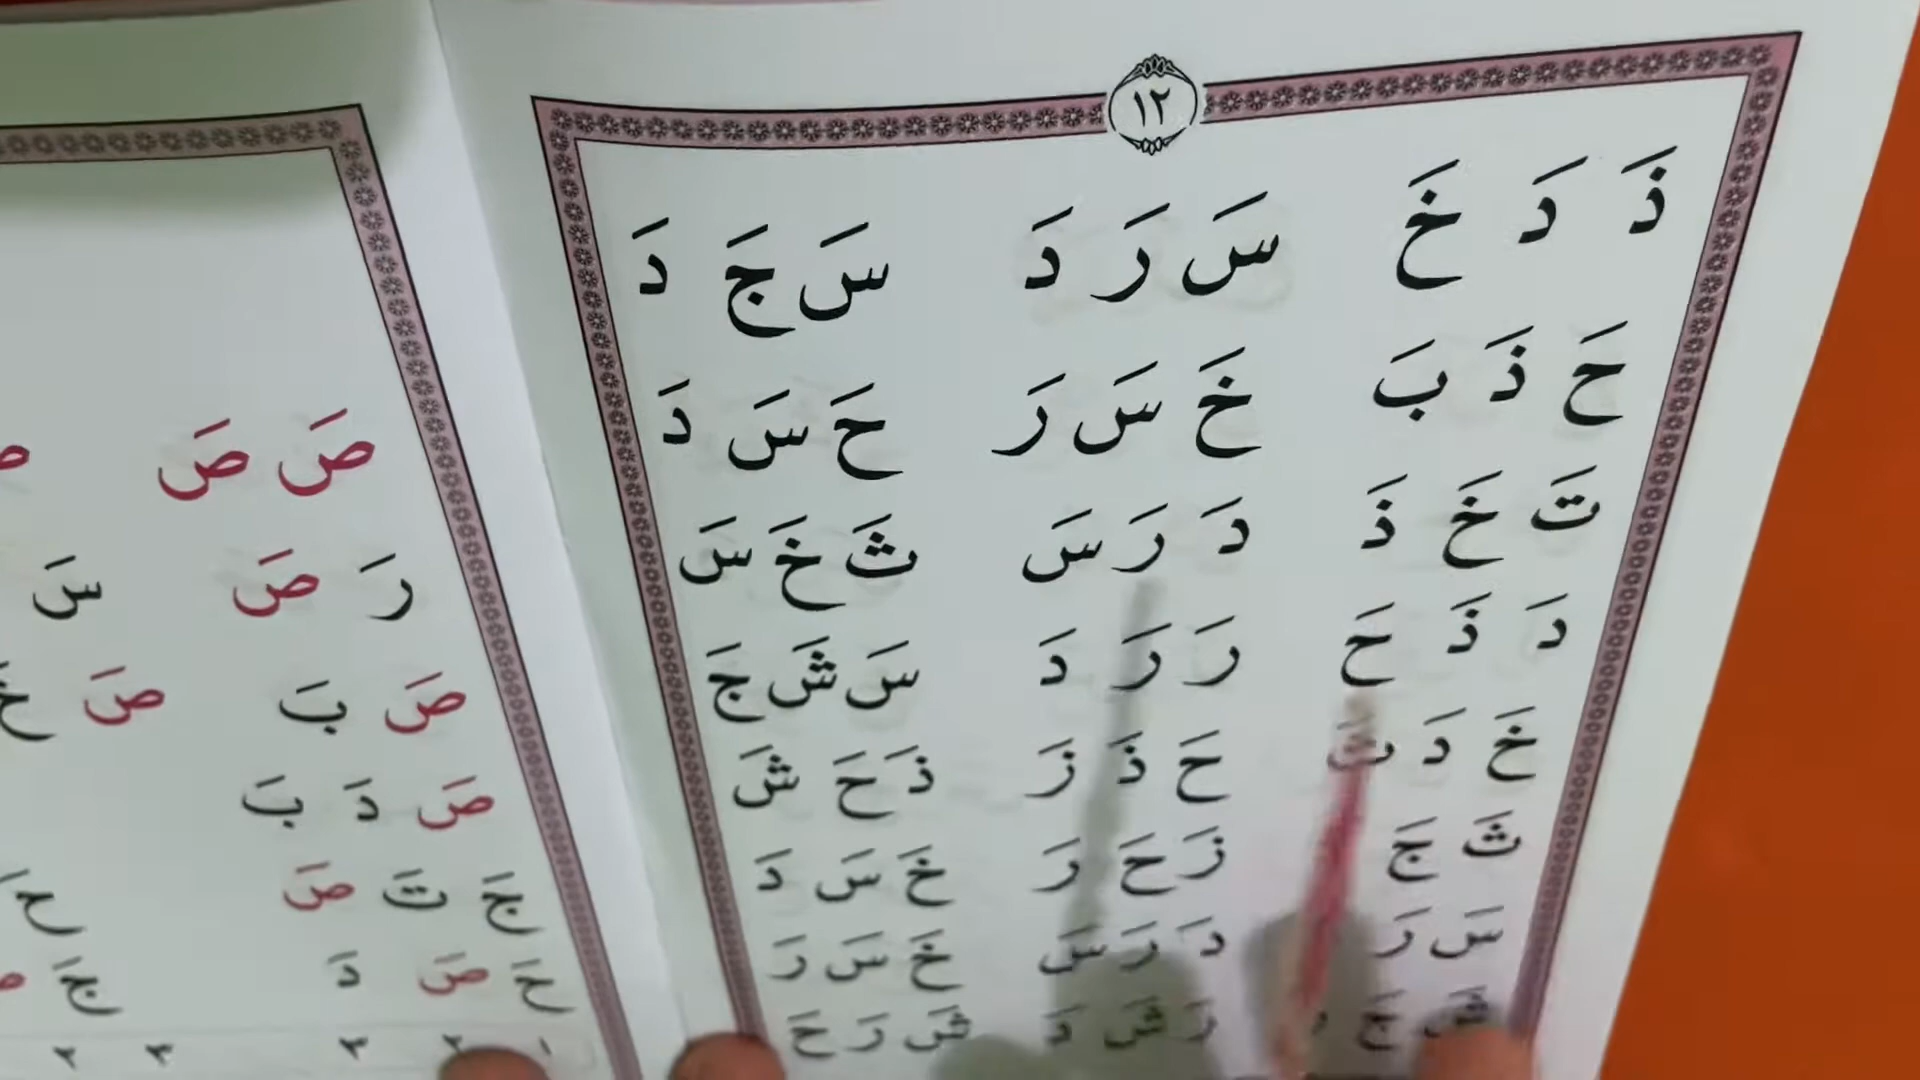 ١٢
ذَ دَ خَ سَ رَ دَ سَ جَ دَ
حَ ذَ بَ خَ سَ رَ حَ سَ دَ
تَ خَ ذَ دَ رَ سَ ثَ خَ سَ
دَ ذَ حَ رَ رَ دَ سَ شَ جَ
خَ دَ حَ ذَ زَ ذَ حَ شَ
ثَ جَ زَ حَ رَ خَ سَ دَ
سَ رَ دَ رَ سَ خَ سَ رَ
جَ رَ شَ دَ شَ رَ
صَ صَ
رَ صَ سَ
صَ بَ صَ
صَ دَ بَ
صَ
صَ دَ